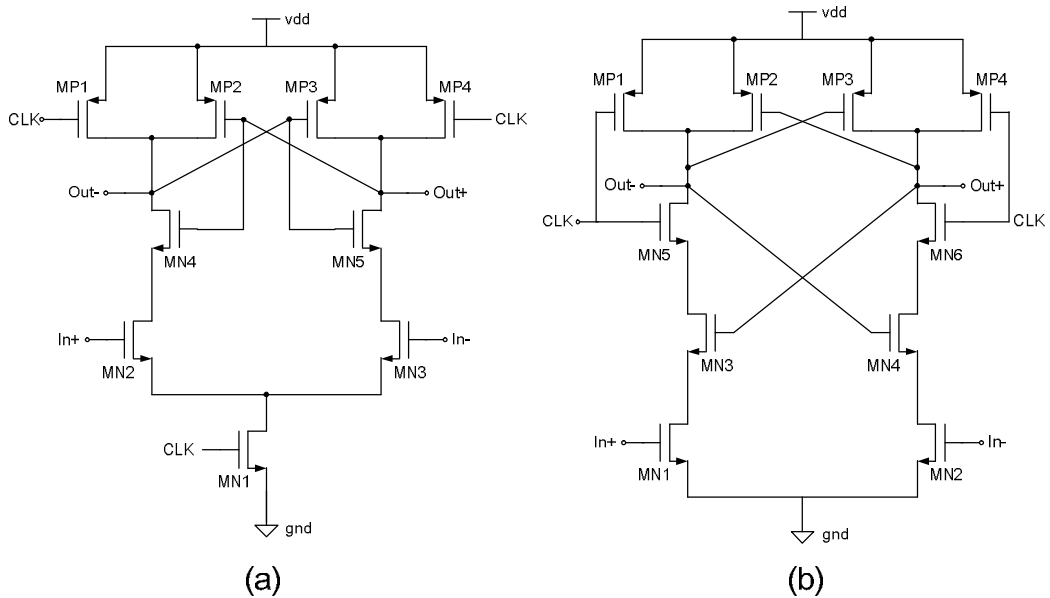 vdd
MP1
MP2
MP3
MP4
CLK
CLK
Out-
Out+
MN4
MN5
In+
In-
MN2
MN3
CLK
MN1
gnd
(a)
vdd
MP1
MP2
MP3
MP4
Out-
Out+
CLK
CLK
MN5
MN6
MN3
MN4
In+
In-
MN1
MN2
gnd
(b)